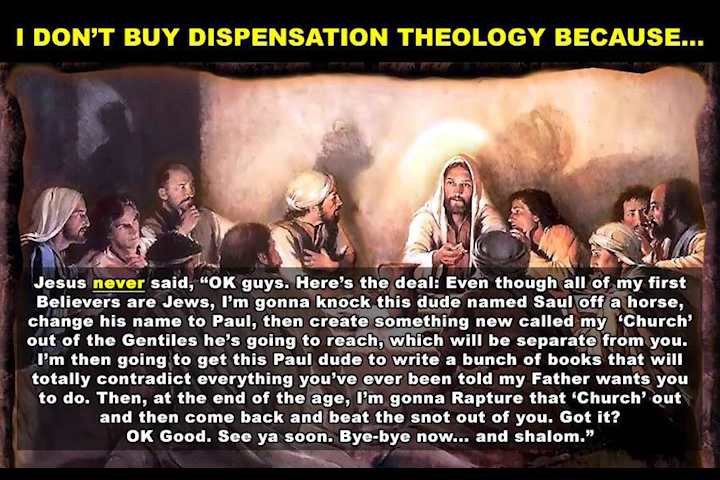 I DON'T BUY DISPENSATION THEOLOGY BECAUSE...
Jesus never said, "OK guys. Here's the deal: Even though all of my first
Believers are Jews, I'm gonna knock this dude named Saul off a horse,
change his name to Paul, then create something new called my 'Church'
out of the Gentiles he's going to reach, which will be separate from you.
I'm then going to get this Paul dude to write a bunch of books that will
totally contradict everything you've ever been told my Father wants you
to do. Then, at the end of the age, I'm gonna Rapture that 'Church' out
and then come back and beat the snot out of you. Got it?
OK Good. See ya soon. Bye-bye now... and shalom."